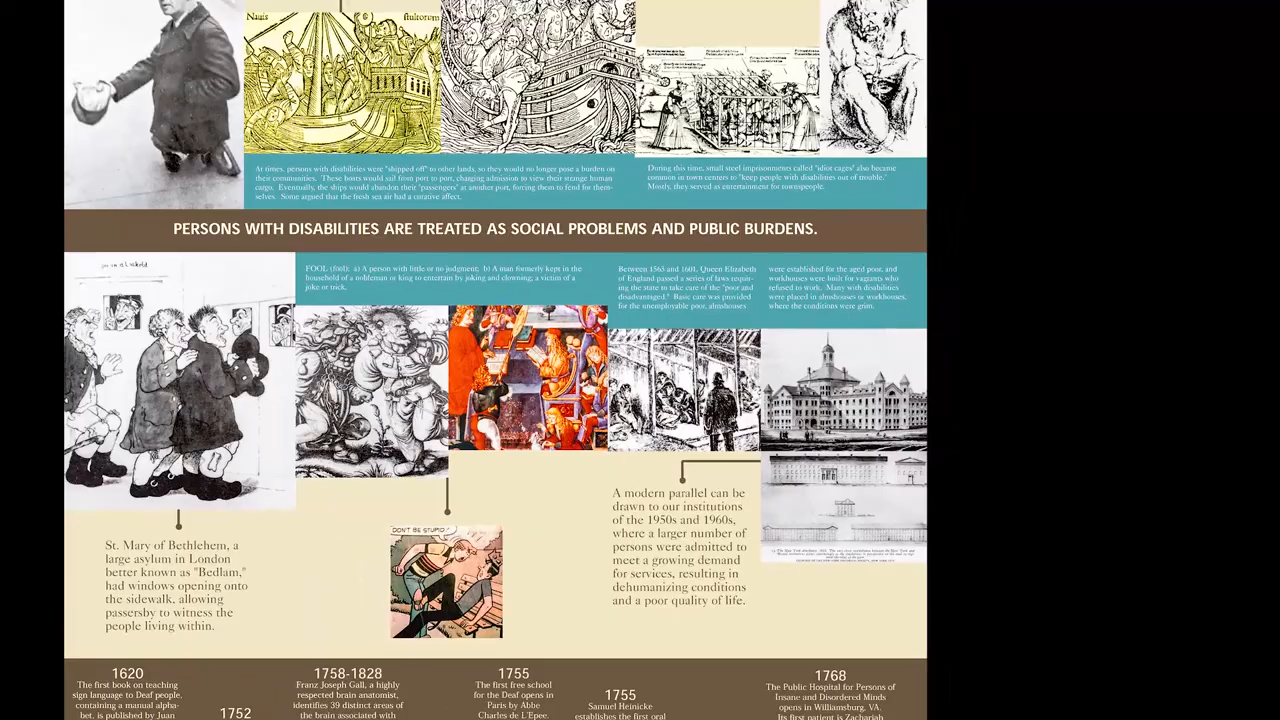 Nauis
stultorum
At times, persons with disabilities were "shipped off" to other lands, so they would no longer pose a burden on
their communities. These boats would sail from port to port, charging admission to view their strange human
cargo. Eventually, the ships would abandon their "passengers" at another port, forcing them to fend for them-
selves. Some argued that the fresh sea air had a curative affect.
During this time, small steel imprisonments called "idiot cages" also became
common in town centers to "keep people with disabilities out of trouble."
Mostly, they served as entertainment for townspeople.
PERSONS WITH DISABILITIES ARE TREATED AS SOCIAL PROBLEMS AND PUBLIC BURDENS.
FOOL (fool): a) A person with little or no judgment; b) A man formerly kept in the
household of a nobleman or king to entertain by joking and clowning; a victim of a
joke or trick.
Between 1563 and 1601, Queen Elizabeth
of England passed a series of laws requir-
ing the state to take care of the "poor and
disadvantaged." Basic care was provided
for the unemployable poor, almshouses
were established for the aged poor, and
workhouses were built for vagrants who
refused to work. Many with disabilities
were placed in almshouses or workhouses,
where the conditions were grim.
DON'T BE STUPID!
St. Mary of Bethlehem, a
large asylum in London
better known as "Bedlam,"
had windows opening onto
the sidewalk, allowing
passersby to witness the
people living within.
A modern parallel can be
drawn to our institutions
of the 1950s and 1960s,
where a larger number of
persons were admitted to
meet a growing demand
for services, resulting in
dehumanizing conditions
and a poor quality of life.
1620
The first book on teaching
sign language to Deaf people,
containing a manual alpha-
bet, is published by Juan
1752
1758-1828
Franz Joseph Gall, a highly
respected brain anatomist,
identifies 39 distinct areas of
the brain associated with
1755
The first free school
for the Deaf opens in
Paris by Abbe
Charles de L'Epee.
1755
Samuel Heinicke
establishes the first oral
1768
The Public Hospital for Persons of
Insane and Disordered Minds
opens in Williamsburg, VA.
Its first patient is Zachariah